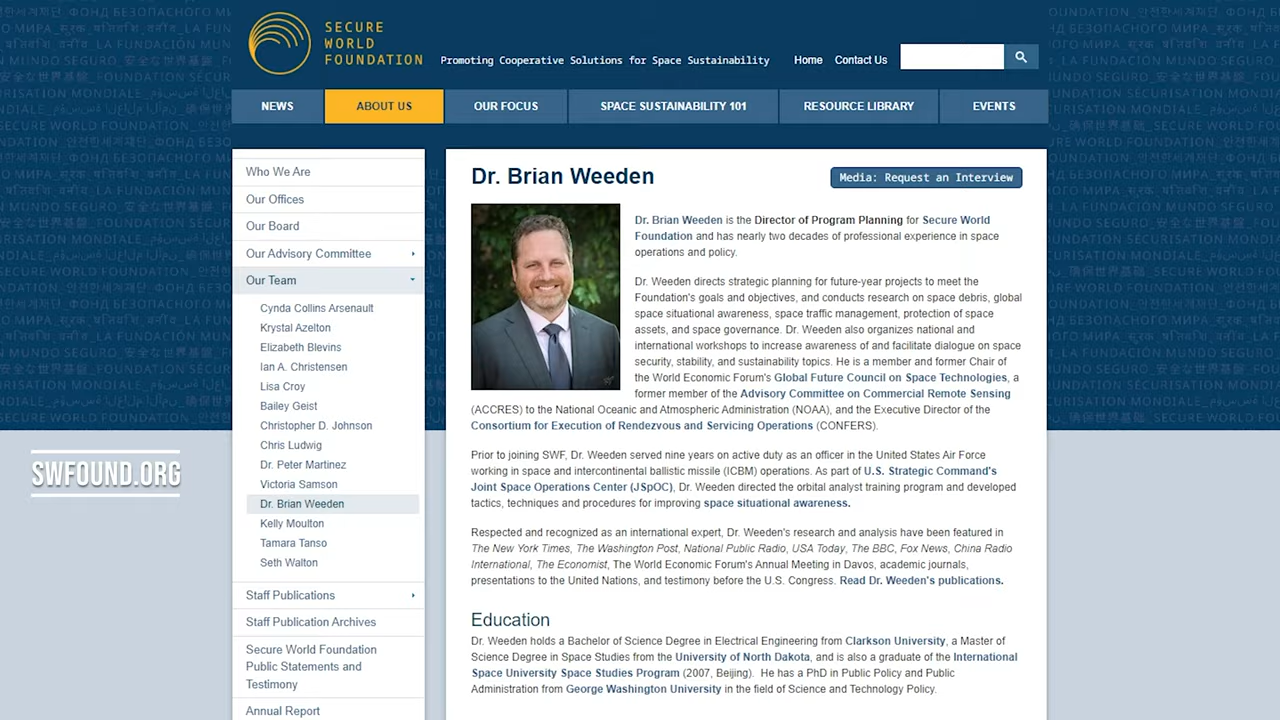 SECURE
WORLD
FOUNDATION
Promoting Cooperative Solutions for Space Sustainability
Home
Contact Us
NEWS
ABOUT US
OUR FOCUS
SPACE SUSTAINABILITY 101
RESOURCE LIBRARY
EVENTS
Who We Are
Our Offices
Our Board
Our Advisory Committee
Our Team
Cynda Collins Arsenault
Krystal Azelton
Elizabeth Blevins
Ian A. Christensen
Lisa Croy
Bailey Geist
Christopher D. Johnson
Chris Ludwig
Dr. Peter Martinez
Victoria Samson
Dr. Brian Weeden
Kelly Moulton
Tamara Tanso
Seth Walton
Staff Publications
Staff Publication Archives
Secure World Foundation
Public Statements and
Testimony
Annual Report
SWFOUND.ORG
Dr. Brian Weeden
Media: Request an Interview
Dr. Brian Weeden is the Director of Program Planning for Secure World
Foundation and has nearly two decades of professional experience in space
operations and policy.
Dr. Weeden directs strategic planning for future-year projects to meet the
Foundation's goals and objectives, and conducts research on space debris, global
space situational awareness, space traffic management, protection of space
assets, and space governance. Dr. Weeden also organizes national and
international workshops to increase awareness of and facilitate dialogue on space
security, stability, and sustainability topics. He is a member and former Chair of
the World Economic Forum's Global Future Council on Space Technologies, a
former member of the Advisory Committee on Commercial Remote Sensing
(ACCRES) to the National Oceanic and Atmospheric Administration (NOAA), and the Executive Director of the
Consortium for Execution of Rendezvous and Servicing Operations (CONFERS).
Prior to joining SWF, Dr. Weeden served nine years on active duty as an officer in the United States Air Force
working in space and intercontinental ballistic missile (ICBM) operations. As part of U.S. Strategic Command's
Joint Space Operations Center (JSpOC), Dr. Weeden directed the orbital analyst training program and developed
tactics, techniques and procedures for improving space situational awareness.
Respected and recognized as an international expert, Dr. Weeden's research and analysis have been featured in
The New York Times, The Washington Post, National Public Radio, USA Today, The BBC, Fox News, China Radio
International, The Economist, The World Economic Forum's Annual Meeting in Davos, academic journals,
presentations to the United Nations, and testimony before the U.S. Congress. Read Dr. Weeden's publications.
Education
Dr. Weeden holds a Bachelor of Science Degree in Electrical Engineering from Clarkson University, a Master of
Science Degree in Space Studies from the University of North Dakota, and is also a graduate of the International
Space University Space Studies Program (2007, Beijing). He has a PhD in Public Policy and Public
Administration from George Washington University in the field of Science and Technology Policy.